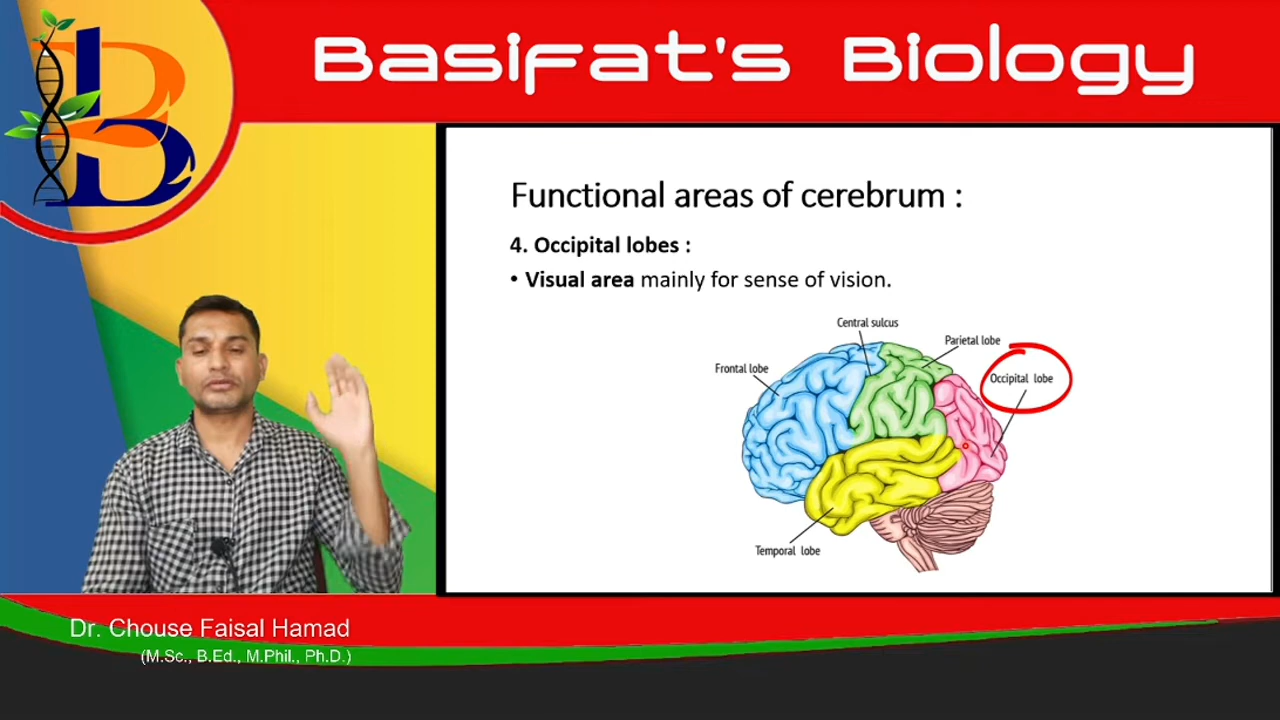 Basifat's Biology
Functional areas of cerebrum :
4. Occipital lobes :
• Visual area mainly for sense of vision.
Central sulcus
Parietal lobe
Frontal lobe
Occipital lobe
Temporal lobe
Dr. Chouse Faisal Hamad
(M.Sc., B.Ed., M.Phil., Ph.D.)